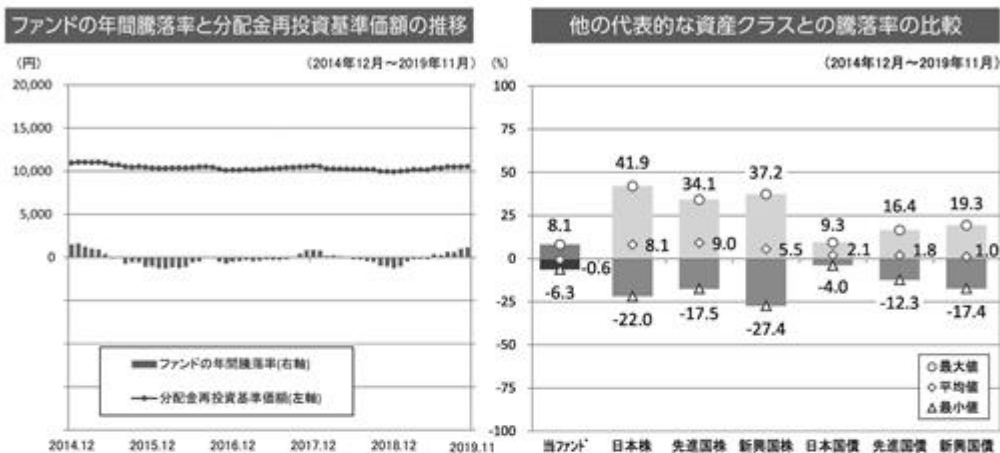 ファンドの年間騰落率と分配金再投資基準価額の推移
(円)
(2014年12月～2019年11月)
20,000
15,000
10,000
5,000
0
ファンドの年間騰落率(右軸)
分配金再投資基準価額(左軸)
2014.12 2015.12 2016.12 2017.12 2018.12 2019.11
他の代表的な資産クラスとの騰落率の比較
(%)
(2014年12月～2019年11月)
100
75
50
25
0
-25
-50
-75
-100
8.1 41.9 34.1 37.2 9.3 16.4 19.3
-0.6 8.1 9.0 5.5 2.1 1.8 1.0
-6.3 -22.0 -17.5 -27.4 -4.0 -12.3 -17.4
最大値
平均値
最小値
当ファンド 日本株 先進国株 新興国株 日本国債 先進国債 新興国債